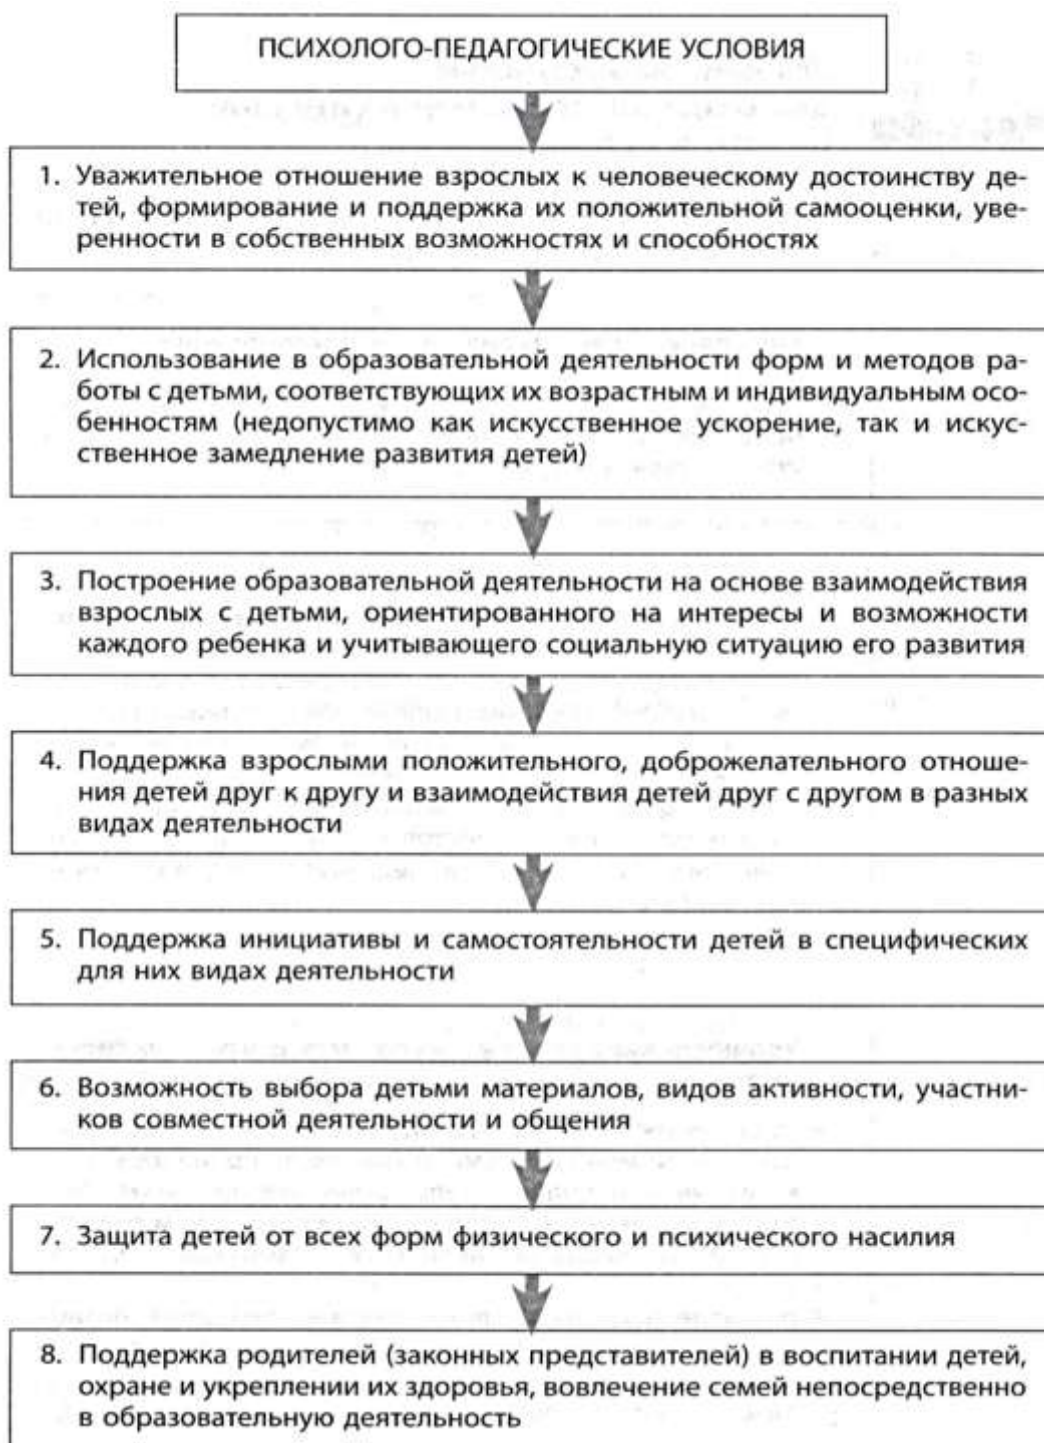 ПСИХОЛОГО-ПЕДАГОГИЧЕСКИЕ УСЛОВИЯ
1. Уважительное отношение взрослых к человеческому достоинству де-
тей, формирование и поддержка их положительной самооценки, уве-
ренности в собственных возможностях и способностях
2. Использование в образовательной деятельности форм и методов ра-
боты с детьми, соответствующих их возрастным и индивидуальным осо-
бенностям (недопустимо как искусственное ускорение, так и искус-
ственное замедление развития детей)
3. Построение образовательной деятельности на основе взаимодействия
взрослых с детьми, ориентированного на интересы и возможности
каждого ребенка и учитывающего социальную ситуацию его развития
4. Поддержка взрослыми положительного, доброжелательного отноше-
ния детей друг к другу и взаимодействия детей друг с другом в разных
видах деятельности
5. Поддержка инициативы и самостоятельности детей в специфических
для них видах деятельности
6. Возможность выбора детьми материалов, видов активности, участни-
ков совместной деятельности и общения
7. Защита детей от всех форм физического и психического насилия
8. Поддержка родителей (законных представителей) в воспитании детей,
охране и укреплении их здоровья, вовлечение семей непосредственно
в образовательную деятельность